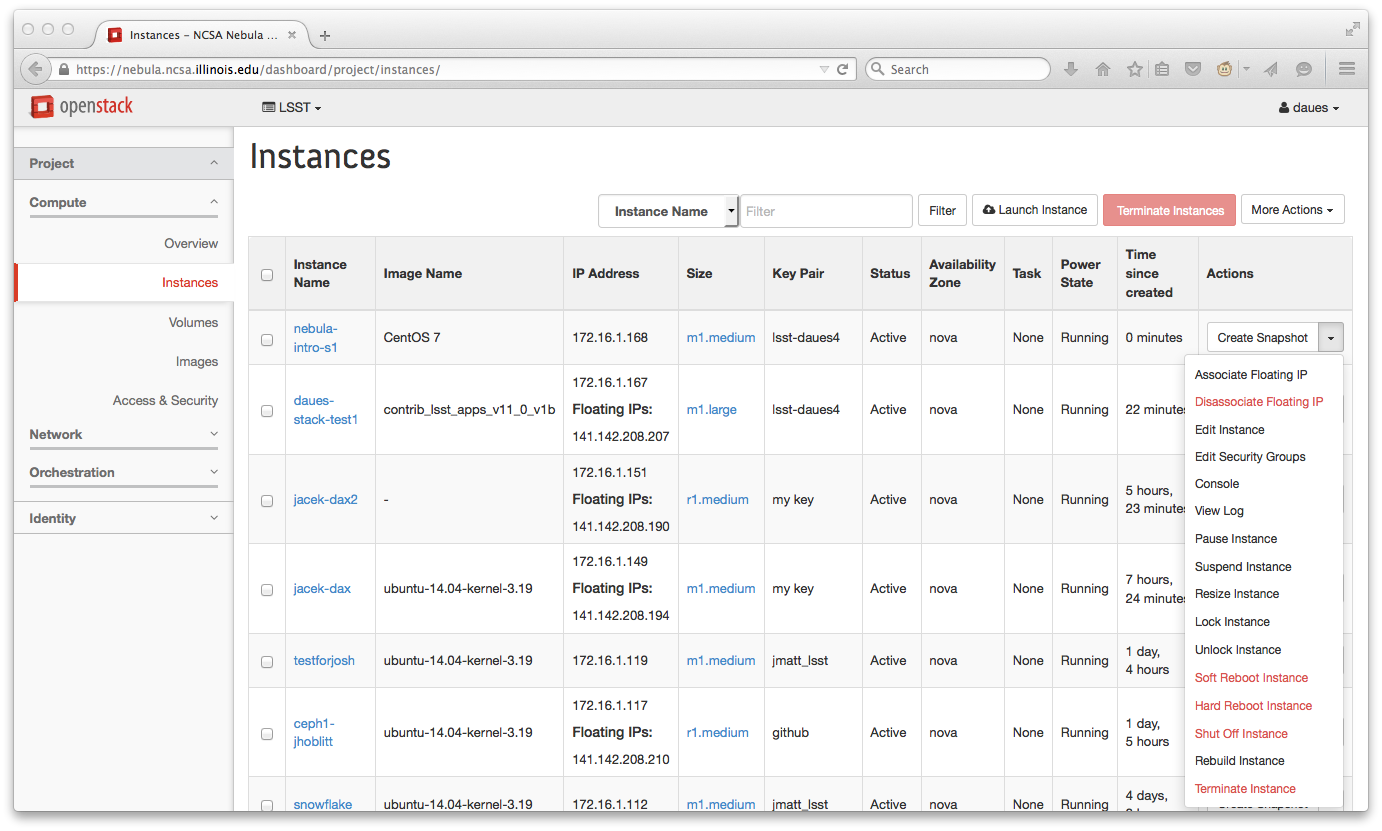 Instances – NCSA Nebula ...
https://nebula.ncsa.illinois.edu/dashboard/project/instances/
Search
openstack
LSST
daues
Project
Compute
Overview
Instances
Volumes
Images
Access & Security
Network
Orchestration
Identity
Instances
Instance Name
Filter
Filter
Launch Instance
Terminate Instances
More Actions
Instance Name Image Name IP Address Size Key Pair Status Availability Zone Task Power State Time since created Actions
nebula-intro-s1 CentOS 7 172.16.1.168 m1.medium lsst-daues4 Active nova None Running 0 minutes Create Snapshot
daues-stack-test1 contrib_lsst_apps_v11_0_v1b 172.16.1.167 Floating IPs: 141.142.208.207 m1.large lsst-daues4 Active nova None Running 22 minutes
jacek-dax2 - 172.16.1.151 Floating IPs: 141.142.208.190 r1.medium my key Active nova None Running 5 hours, 23 minutes
jacek-dax ubuntu-14.04-kernel-3.19 172.16.1.149 Floating IPs: 141.142.208.194 m1.medium my key Active nova None Running 7 hours, 24 minutes
testforjosh ubuntu-14.04-kernel-3.19 172.16.1.119 m1.medium jmatt_lsst Active nova None Running 1 day, 4 hours
ceph1-jhoblitt ubuntu-14.04-kernel-3.19 172.16.1.117 Floating IPs: 141.142.208.210 r1.medium github Active nova None Running 1 day, 5 hours
snowflake ubuntu-14.04-kernel-3.19 172.16.1.112 m1.medium jmatt_lsst Active nova None Running 4 days,
Associate Floating IP
Disassociate Floating IP
Edit Instance
Edit Security Groups
Console
View Log
Pause Instance
Suspend Instance
Resize Instance
Lock Instance
Unlock Instance
Soft Reboot Instance
Hard Reboot Instance
Shut Off Instance
Rebuild Instance
Terminate Instance